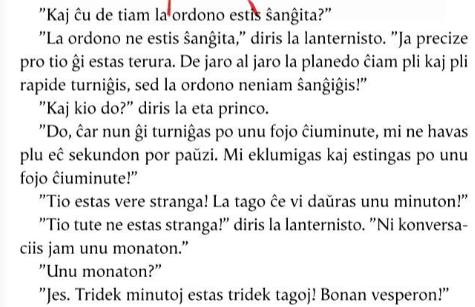 ”Kaj ĉu de tiam la ordono estis ŝanĝita?”
”La ordono ne estis ŝanĝita,” diris la lanternisto. ”Ja precize
pro tio ĝi estas terura. De jaro al jaro la planedo ĉiam pli kaj pli
rapide turniĝis, sed la ordono neniam ŝanĝiĝis!”
”Kaj kio do?” diris la eta princo.
”Do, ĉar nun ĝi turniĝas po unu fojo ĉiuminute, mi ne havas
plu eĉ sekundon por paŭzi. Mi eklumigas kaj estingas po unu
fojo ĉiuminute!”
”Tio estas vere stranga! La tago ĉe vi daŭras unu minuton!”
”Tio tute ne estas stranga!” diris la lanternisto. ”Ni konversa-
ciis jam unu monaton.”
”Unu monaton?”
”Jes. Tridek minutoj estas tridek tagoj! Bonan vesperon!”